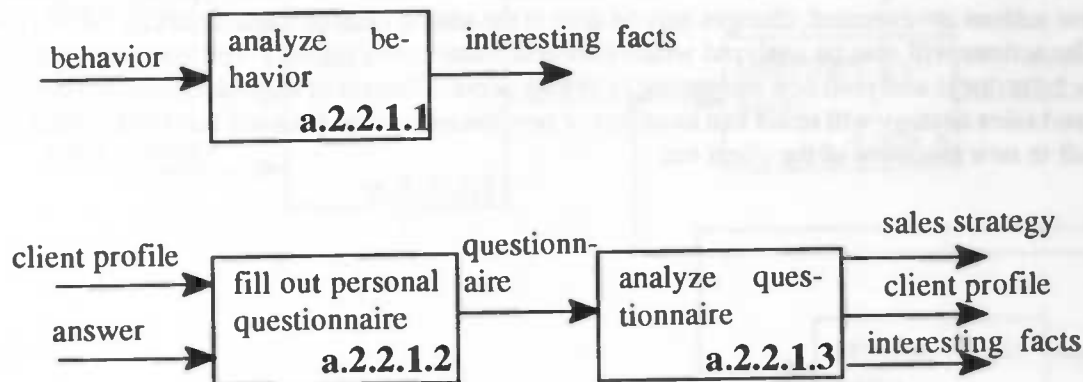 behavior
analyze be-
havior
a.2.2.1.1
interesting facts
client profile
answer
fill out personal
questionnaire
a.2.2.1.2
questionn-
aire
analyze ques-
tionnaire
a.2.2.1.3
sales strategy
client profile
interesting facts